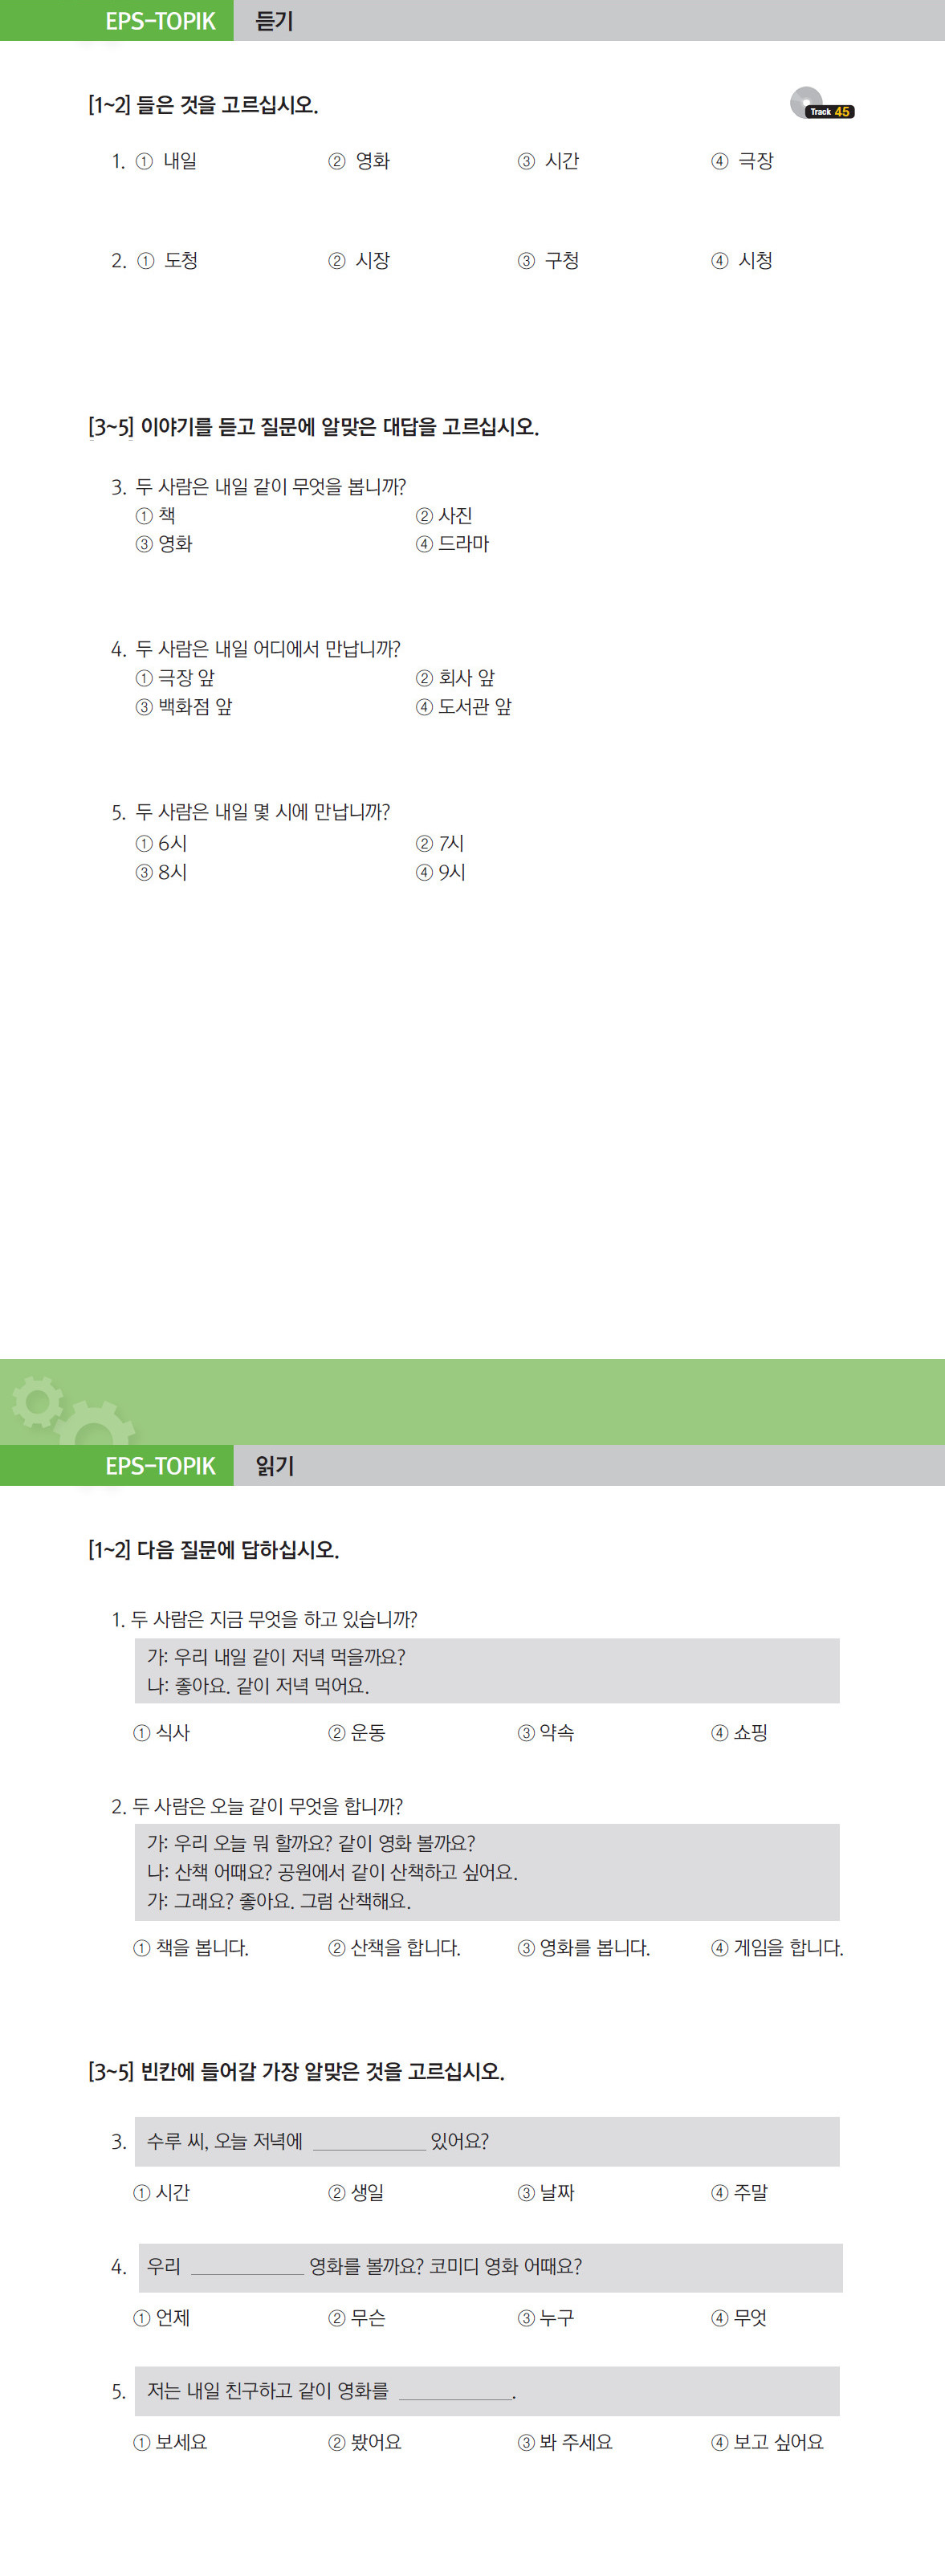 EPS-TOPIK 듣기
[1~2] 들은 것을 고르십시오.
Track 45
1. ① 내일 ② 영화 ③ 시간 ④ 극장
2. ① 도청 ② 시장 ③ 구청 ④ 시청
[3~5] 이야기를 듣고 질문에 알맞은 대답을 고르십시오.
3. 두 사람은 내일 같이 무엇을 봅니까?
① 책 ② 사진
③ 영화 ④ 드라마
4. 두 사람은 내일 어디에서 만납니까?
① 극장 앞 ② 회사 앞
③ 백화점 앞 ④ 도서관 앞
5. 두 사람은 내일 몇 시에 만납니까?
① 6시 ② 7시
③ 8시 ④ 9시
EPS-TOPIK 읽기
[1~2] 다음 질문에 답하십시오.
1. 두 사람은 지금 무엇을 하고 있습니까?
가: 우리 내일 같이 저녁 먹을까요?
나: 좋아요. 같이 저녁 먹어요.
① 식사 ② 운동 ③ 약속 ④ 쇼핑
2. 두 사람은 오늘 같이 무엇을 합니까?
가: 우리 오늘 뭐 할까요? 같이 영화 볼까요?
나: 산책 어때요? 공원에서 같이 산책하고 싶어요.
가: 그래요? 좋아요. 그럼 산책해요.
① 책을 봅니다. ② 산책을 합니다. ③ 영화를 봅니다. ④ 게임을 합니다.
[3~5] 빈칸에 들어갈 가장 알맞은 것을 고르십시오.
3. 수루 씨, 오늘 저녁에 ___________ 있어요?
① 시간 ② 생일 ③ 날짜 ④ 주말
4. 우리 ___________ 영화를 볼까요? 코미디 영화 어때요?
① 언제 ② 무슨 ③ 누구 ④ 무엇
5. 저는 내일 친구하고 같이 영화를 ___________.
① 보세요 ② 봤어요 ③ 봐 주세요 ④ 보고 싶어요